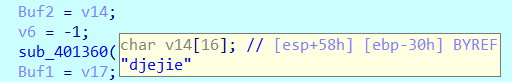 Buf2 = v14;
v6 = -1;
sub_401360(
char v14[16]; // [esp+58h] [ebp-30h] BYREF
Buf1 = v17;
"djejie"